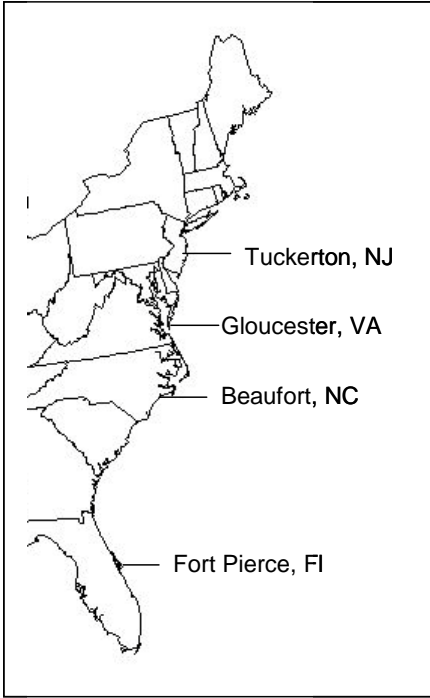 Tuckerton, NJ
Gloucester, VA
Beaufort, NC
Fort Pierce, Fl